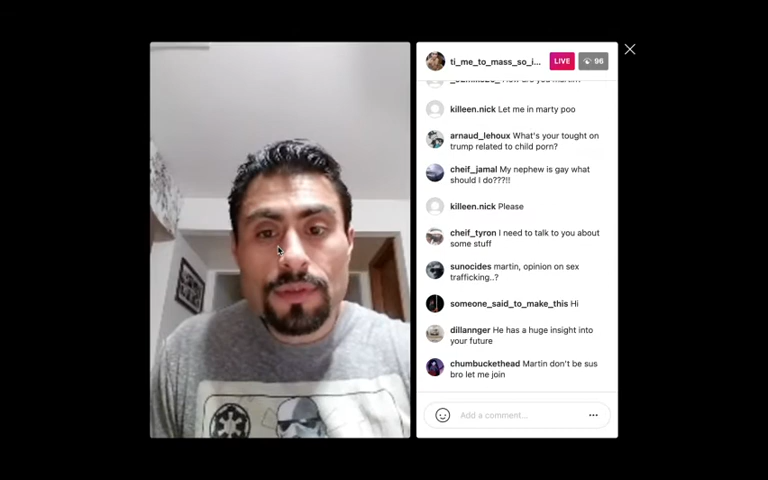 ti_me_to_mass_so_i...
LIVE
96
killeen.nick Let me in marty poo
arnaud_lehoux What's your tought on
trump related to child porn?
cheif_jamal My nephew is gay what
should I do???!!
killeen.nick Please
cheif_tyron I need to talk to you about
some stuff
sunocides martin, opinion on sex
trafficking..?
someone_said_to_make_this Hi
dillannger He has a huge insight into
your future
chumbuckethead Martin don't be sus
bro let me join
Add a comment...